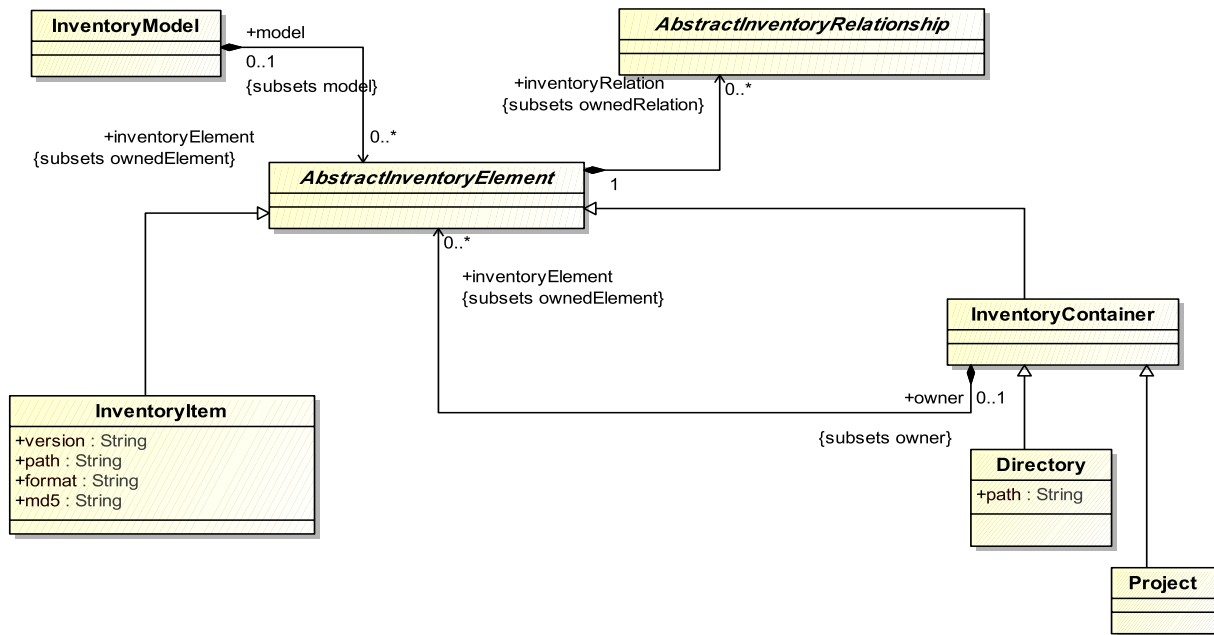 InventoryModel
+model
0..1
{subsets model}
AbstractInventoryRelationship
+inventoryRelation
0..*
{subsets ownedRelation}
+inventoryElement
{subsets ownedElement}
0..*
AbstractInventoryElement
1
0..*
+inventoryElement
{subsets ownedElement}
InventoryContainer
+owner
0..1
{subsets owner}
InventoryItem
+version : String
+path : String
+format : String
+md5 : String
Directory
+path : String
Project